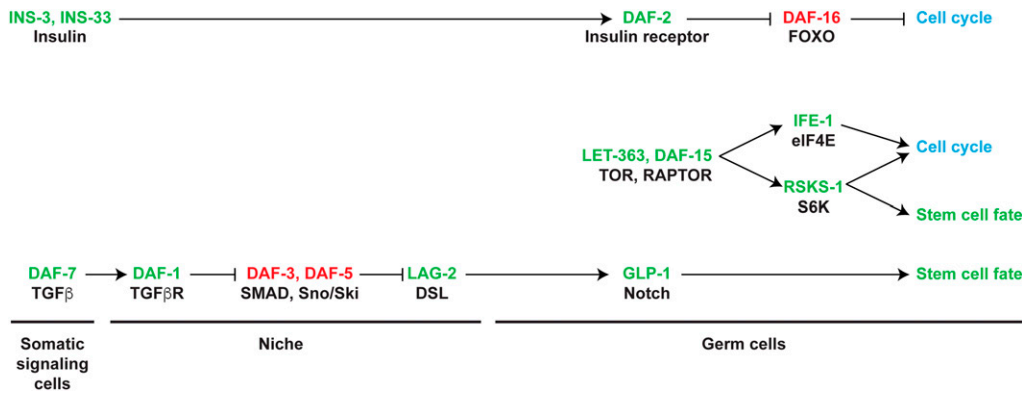 INS-3, INS-33 DAF-2 DAF-16 Cell cycle
Insulin Insulin receptor FOXO
IFE-1
eIF4E
Cell cycle
LET-363, DAF-15
TOR, RAPTOR
RSKS-1
S6K
Stem cell fate
DAF-7 DAF-1 DAF-3, DAF-5 LAG-2 GLP-1 Stem cell fate
TGFβ TGFβR SMAD, Sno/Ski DSL Notch
Somatic Niche Germ cells
signaling
cells